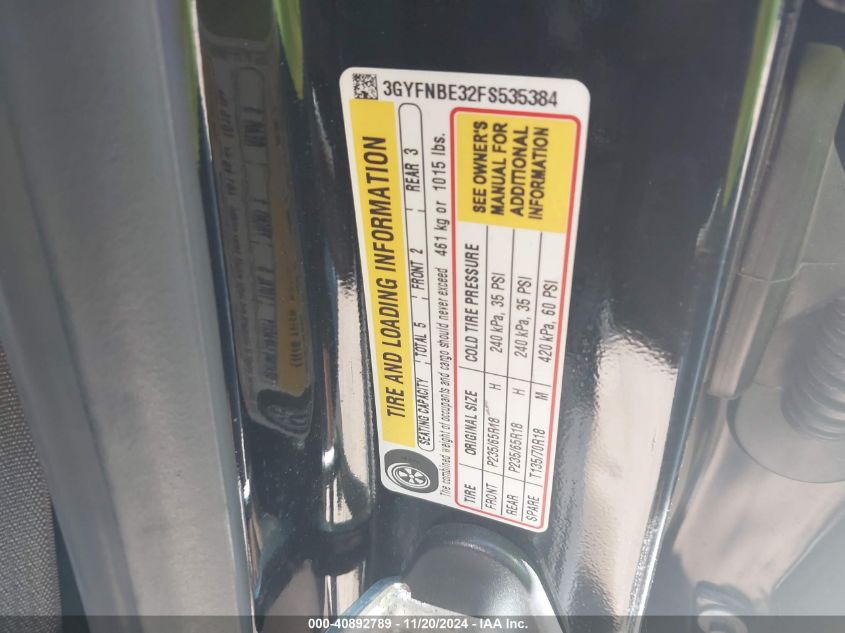 3GYFNBE32FS535384
TIRE AND LOADING INFORMATION
SEATING CAPACITY TOTAL 5 FRONT 2 REAR 3
The combined weight of occupants and cargo should never exceed 461 kg or 1015 lbs.
TIRE ORIGINAL SIZE COLD TIRE PRESSURE
FRONT P235/65R18 H 240 kPa, 35 PSI
REAR P235/65R18 H 240 kPa, 35 PSI
SPARE T135/70R18 M 420 kPa, 60 PSI
SEE OWNER'S
MANUAL FOR
ADDITIONAL
INFORMATION
000-40892789 - 11/20/2024 - IAAI.COM